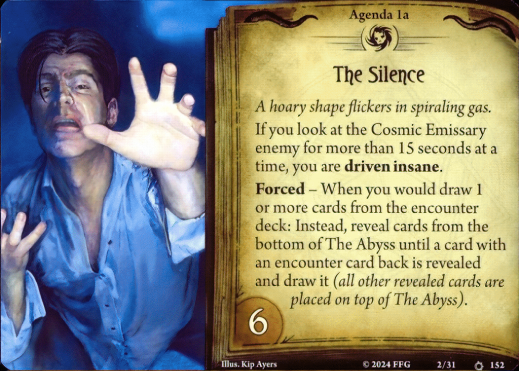 Agenda 1a
The Silence
A hoary shape flickers in spiraling gas.
If you look at the Cosmic Emissary
enemy for more than 15 seconds at a
time, you are driven insane.
Forced – When you would draw 1
or more cards from the encounter
deck: Instead, reveal cards from the
bottom of The Abyss until a card with
an encounter card back is revealed
and draw it (all other revealed cards are
placed on top of The Abyss).
6
Illus. Kip Ayers © 2024 FFG 2/31 152